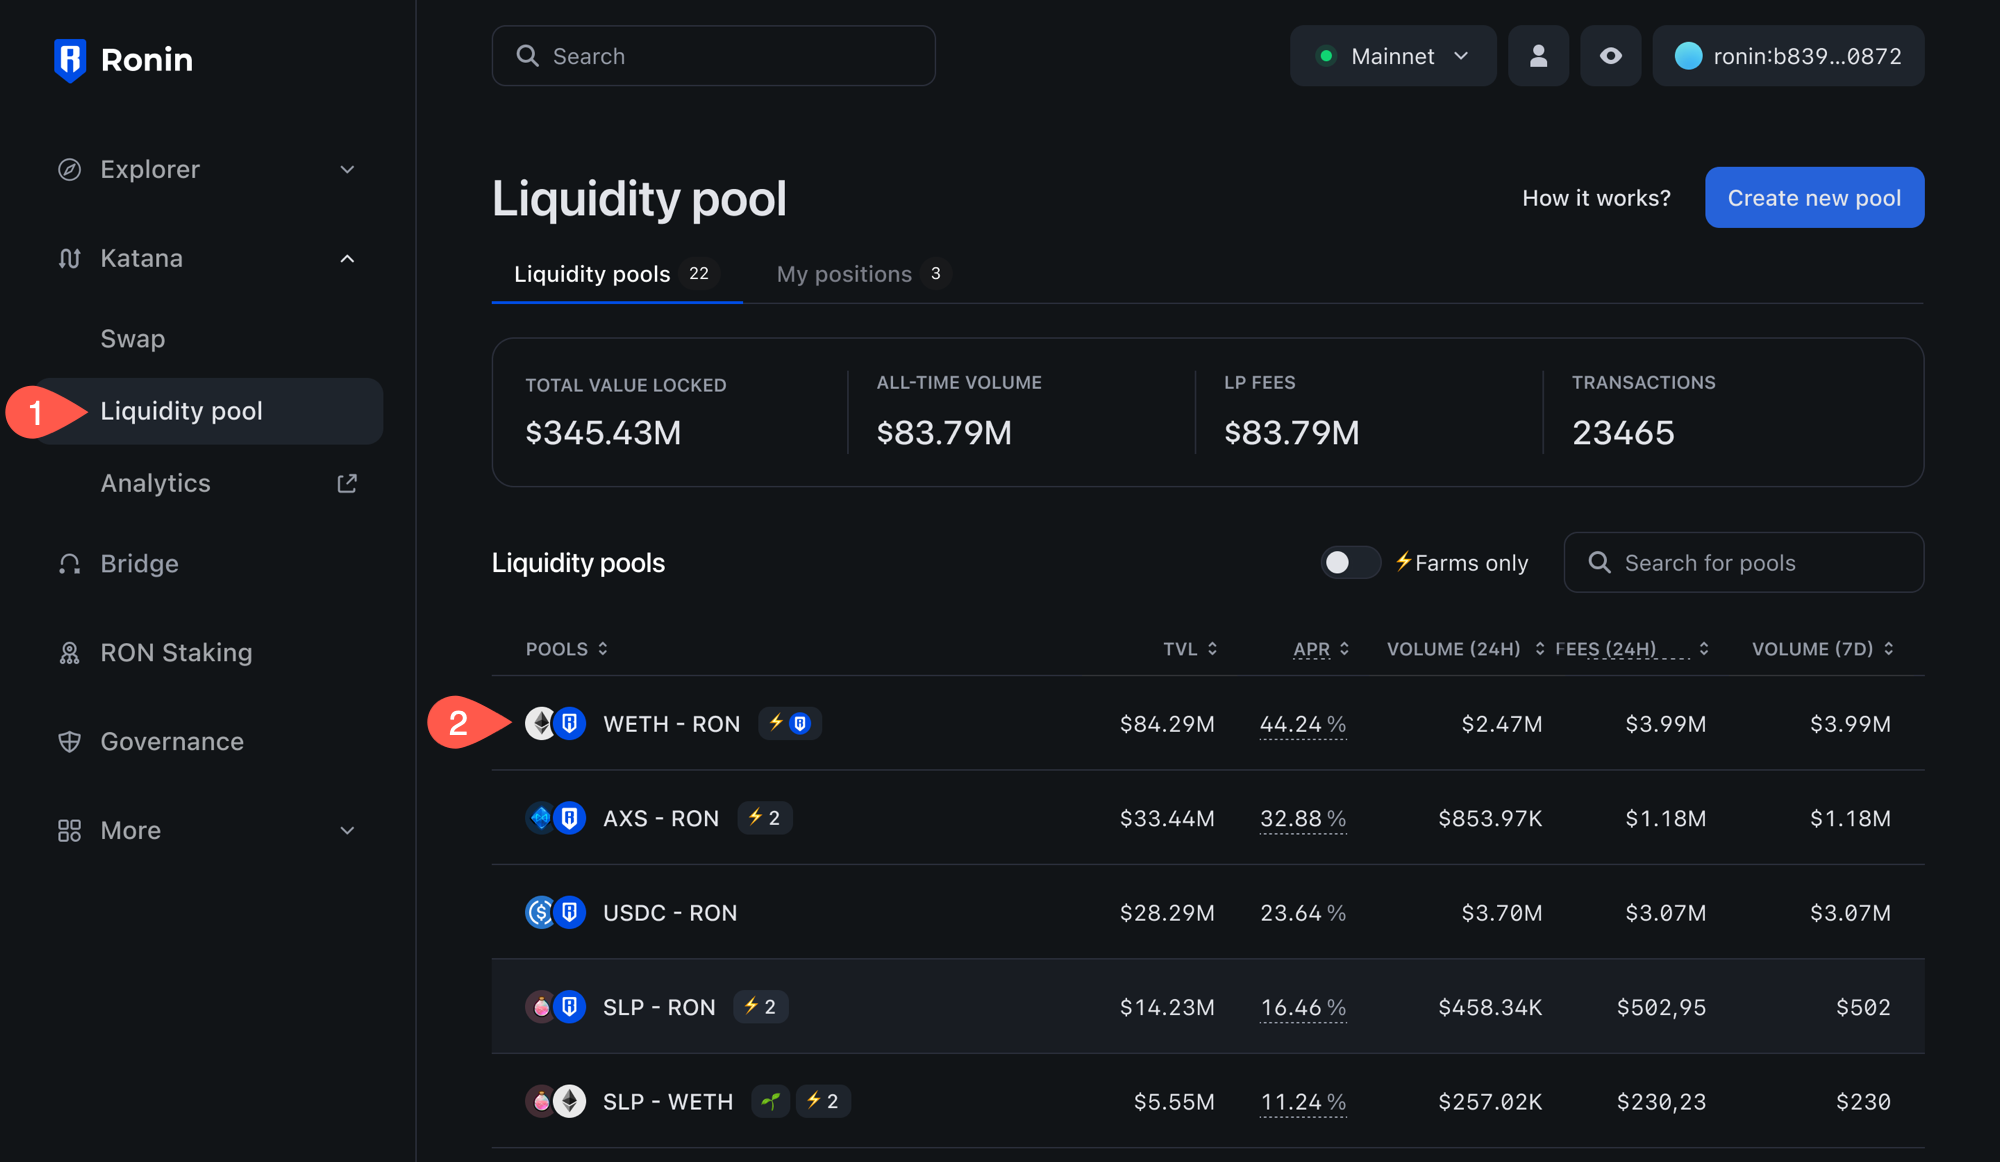 Ronin
Search
Mainnet
ronin:b839...0872
Explorer
Katana
Swap
1
Liquidity pool
Analytics
Bridge
RON Staking
Governance
More
Liquidity pool
How it works?
Create new pool
Liquidity pools 22
My positions 3
TOTAL VALUE LOCKED
$345.43M
ALL-TIME VOLUME
$83.79M
LP FEES
$83.79M
TRANSACTIONS
23465
Liquidity pools
Farms only
Search for pools
POOLS TVL APR VOLUME (24H) FEES (24H) VOLUME (7D)
2
WETH - RON $84.29M 44.24 % $2.47M $3.99M $3.99M
AXS - RON 2 $33.44M 32.88 % $853.97K $1.18M $1.18M
USDC - RON $28.29M 23.64 % $3.70M $3.07M $3.07M
SLP - RON 2 $14.23M 16.46 % $458.34K $502,95 $502
SLP - WETH 2 $5.55M 11.24 % $257.02K $230,23 $230